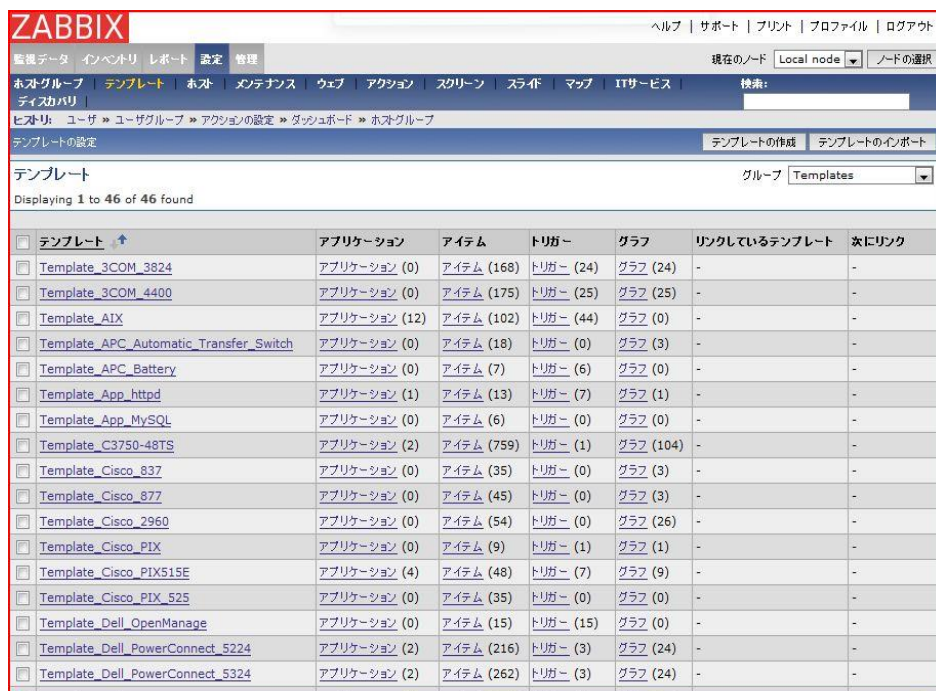 ZABBIX
ヘルプ | サポート | プリント | プロファイル | ログアウト
監視データ インベントリ レポート 設定 管理
現在のノード Local node ノードの選択
ホストグループ | テンプレート | ホスト | メンテナンス | ウェブ | アクション | スクリーン | スライド | マップ | ITサービス |
検索:
ディスカバリ |
ヒストリ: ユーザ » ユーザグループ » アクションの設定 » ダッシュボード » ホストグループ
テンプレートの設定 テンプレートの作成 テンプレートのインポート
テンプレート グループ Templates
Displaying 1 to 46 of 46 found
テンプレート アプリケーション アイテム トリガー グラフ リンクしているテンプレート 次にリンク
Template_3COM_3824 アプリケーション (0) アイテム (168) トリガー (24) グラフ (24) - -
Template_3COM_4400 アプリケーション (0) アイテム (175) トリガー (25) グラフ (25) - -
Template_AIX アプリケーション (12) アイテム (102) トリガー (44) グラフ (0) - -
Template_APC_Automatic_Transfer_Switch アプリケーション (0) アイテム (18) トリガー (0) グラフ (3) - -
Template_APC_Battery アプリケーション (0) アイテム (7) トリガー (6) グラフ (0) - -
Template_App_httpd アプリケーション (1) アイテム (13) トリガー (7) グラフ (1) - -
Template_App_MySQL アプリケーション (0) アイテム (6) トリガー (0) グラフ (0) - -
Template_C3750-48TS アプリケーション (2) アイテム (759) トリガー (1) グラフ (104) - -
Template_Cisco_837 アプリケーション (0) アイテム (35) トリガー (0) グラフ (3) - -
Template_Cisco_877 アプリケーション (0) アイテム (45) トリガー (0) グラフ (3) - -
Template_Cisco_2960 アプリケーション (0) アイテム (54) トリガー (0) グラフ (26) - -
Template_Cisco_PIX アプリケーション (0) アイテム (9) トリガー (1) グラフ (1) - -
Template_Cisco_PIX515E アプリケーション (4) アイテム (48) トリガー (7) グラフ (9) - -
Template_Cisco_PIX_525 アプリケーション (0) アイテム (35) トリガー (0) グラフ (0) - -
Template_Dell_OpenManage アプリケーション (0) アイテム (15) トリガー (15) グラフ (0) - -
Template_Dell_PowerConnect_5224 アプリケーション (2) アイテム (216) トリガー (3) グラフ (24) - -
Template_Dell_PowerConnect_5324 アプリケーション (2) アイテム (262) トリガー (3) グラフ (24) - -